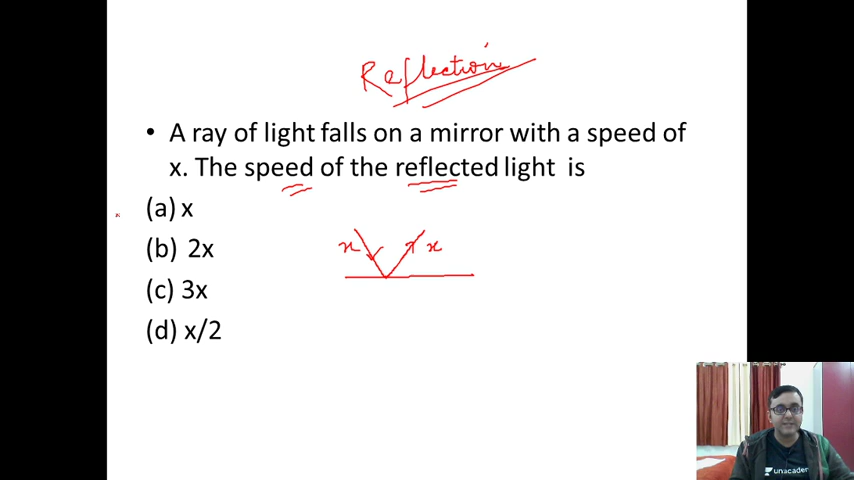 Reflection
• A ray of light falls on a mirror with a speed of
x. The speed of the reflected light is
(a) x
(b) 2x
(c) 3x
(d) x/2
x x
unacademy